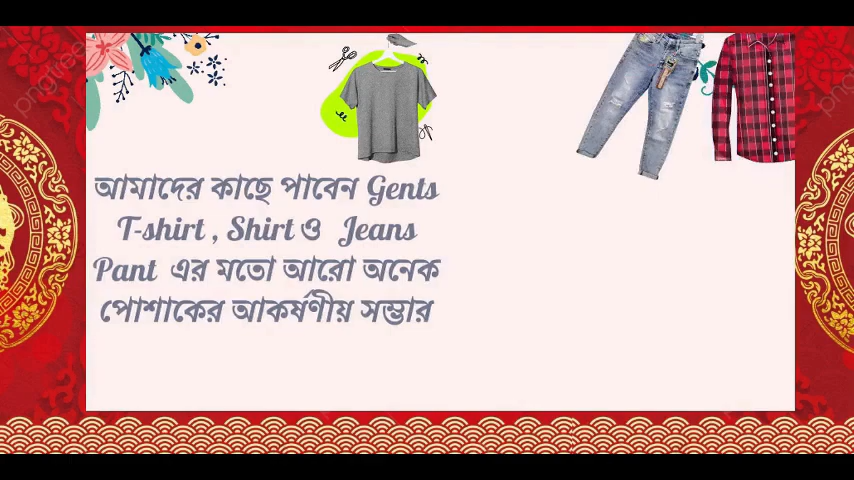 আমাদের কাছে পাবেন Gents
T-shirt , Shirt ও Jeans
Pant এর মতো আরো অনেক
পোশাকের আকর্ষণীয় সম্ভার